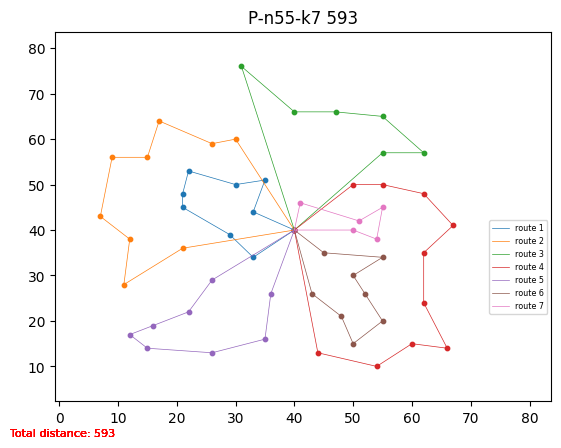 P-n55-k7 593
80
70
60
50
40
30
20
10
0 10 20 30 40 50 60 70 80
route 1
route 2
route 3
route 4
route 5
route 6
route 7
Total distance: 593